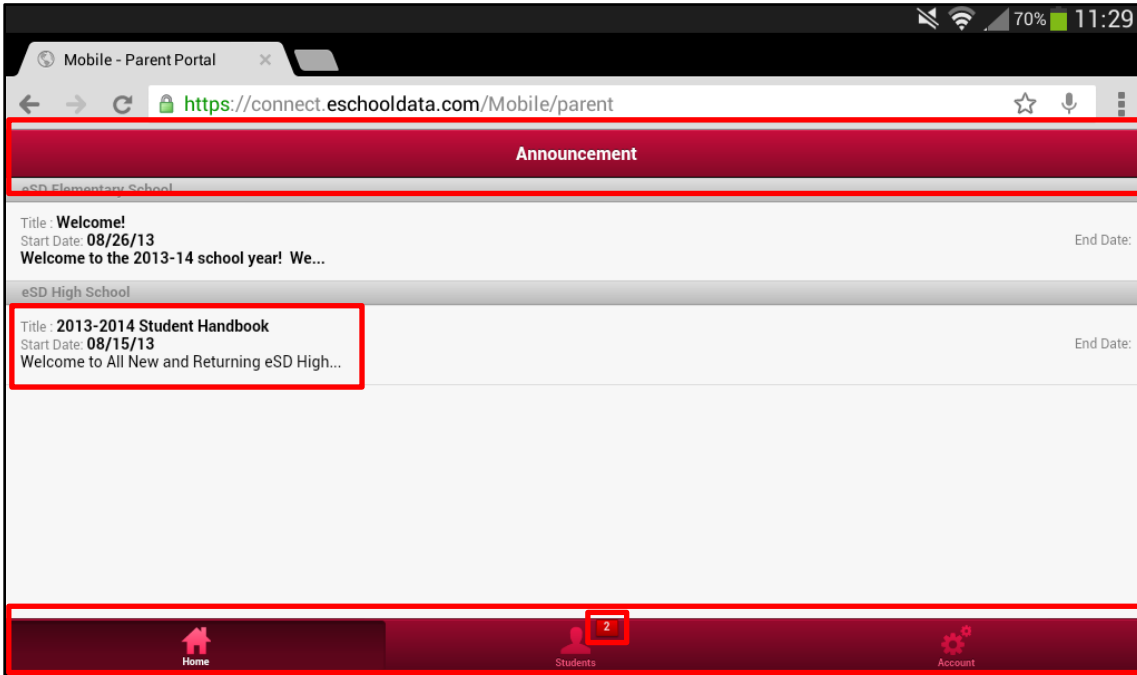 70% 11:29
Mobile - Parent Portal
https://connect.eschooldata.com/Mobile/parent
Announcement
eSD Elementary School
Title : Welcome!
Start Date: 08/26/13
End Date:
Welcome to the 2013-14 school year! We...
eSD High School
Title : 2013-2014 Student Handbook
Start Date: 08/15/13
End Date:
Welcome to All New and Returning eSD High...
2
Home
Students
Account